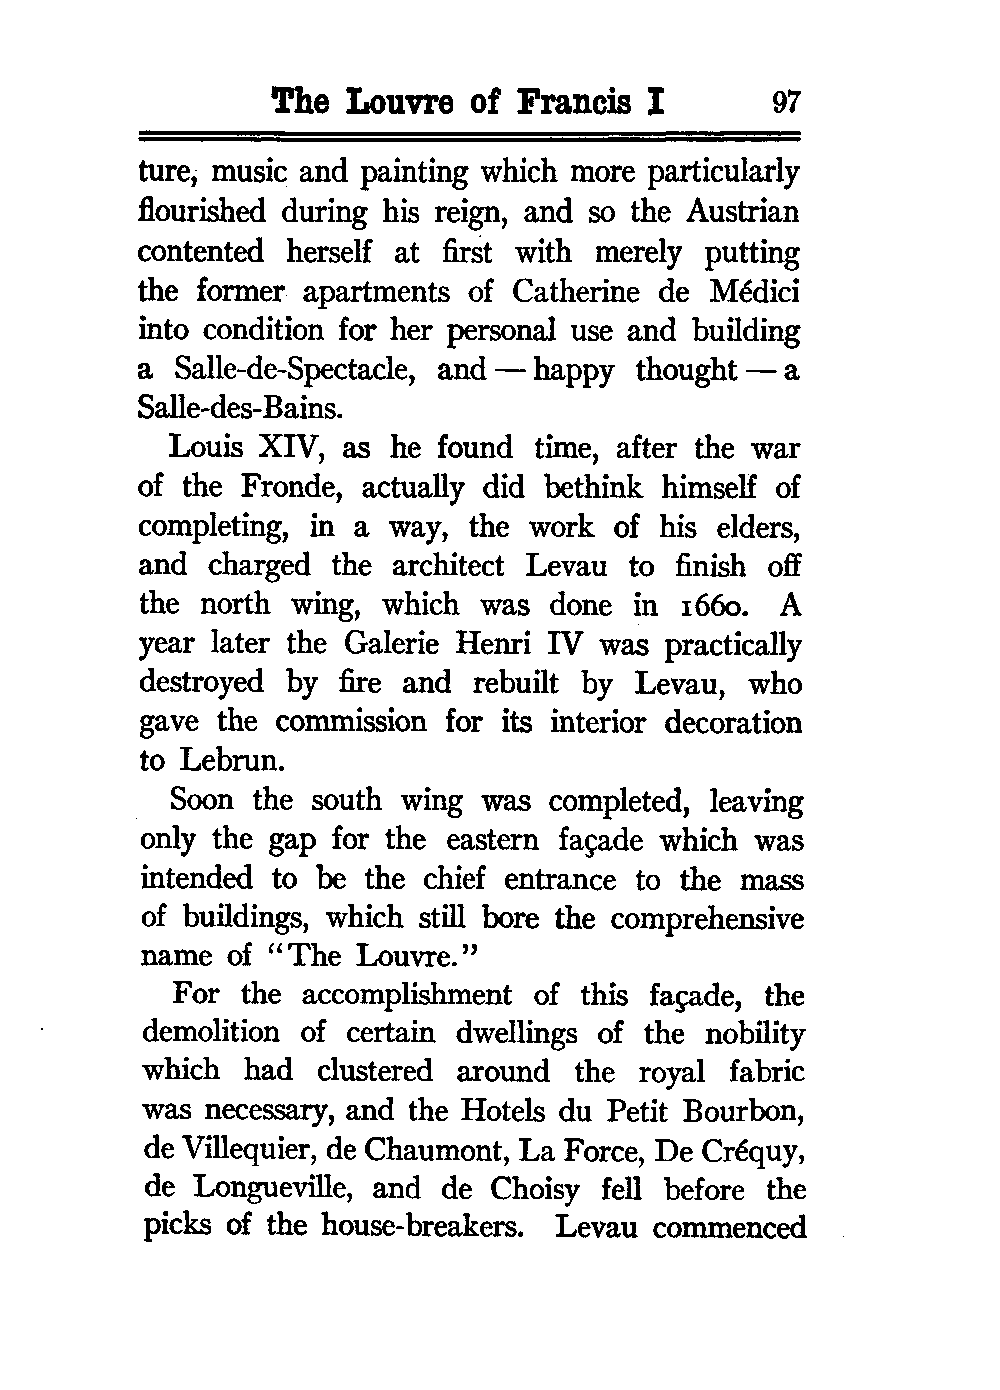 The Louvre of Francis I 97
ture, music and painting which more particularly
flourished during his reign, and so the Austrian
contented herself at first with merely putting
the former apartments of Catherine de Médici
into condition for her personal use and building
a Salle-de-Spectacle, and — happy thought — a
Salle-des-Bains.
Louis XIV, as he found time, after the war
of the Fronde, actually did bethink himself of
completing, in a way, the work of his elders,
and charged the architect Levau to finish off
the north wing, which was done in 1660. A
year later the Galerie Henri IV was practically
destroyed by fire and rebuilt by Levau, who
gave the commission for its interior decoration
to Lebrun.
Soon the south wing was completed, leaving
only the gap for the eastern façade which was
intended to be the chief entrance to the mass
of buildings, which still bore the comprehensive
name of “The Louvre.”
For the accomplishment of this façade, the
demolition of certain dwellings of the nobility
which had clustered around the royal fabric
was necessary, and the Hotels du Petit Bourbon,
de Villequier, de Chaumont, La Force, De Créquy,
de Longueville, and de Choisy fell before the
picks of the house-breakers. Levau commenced